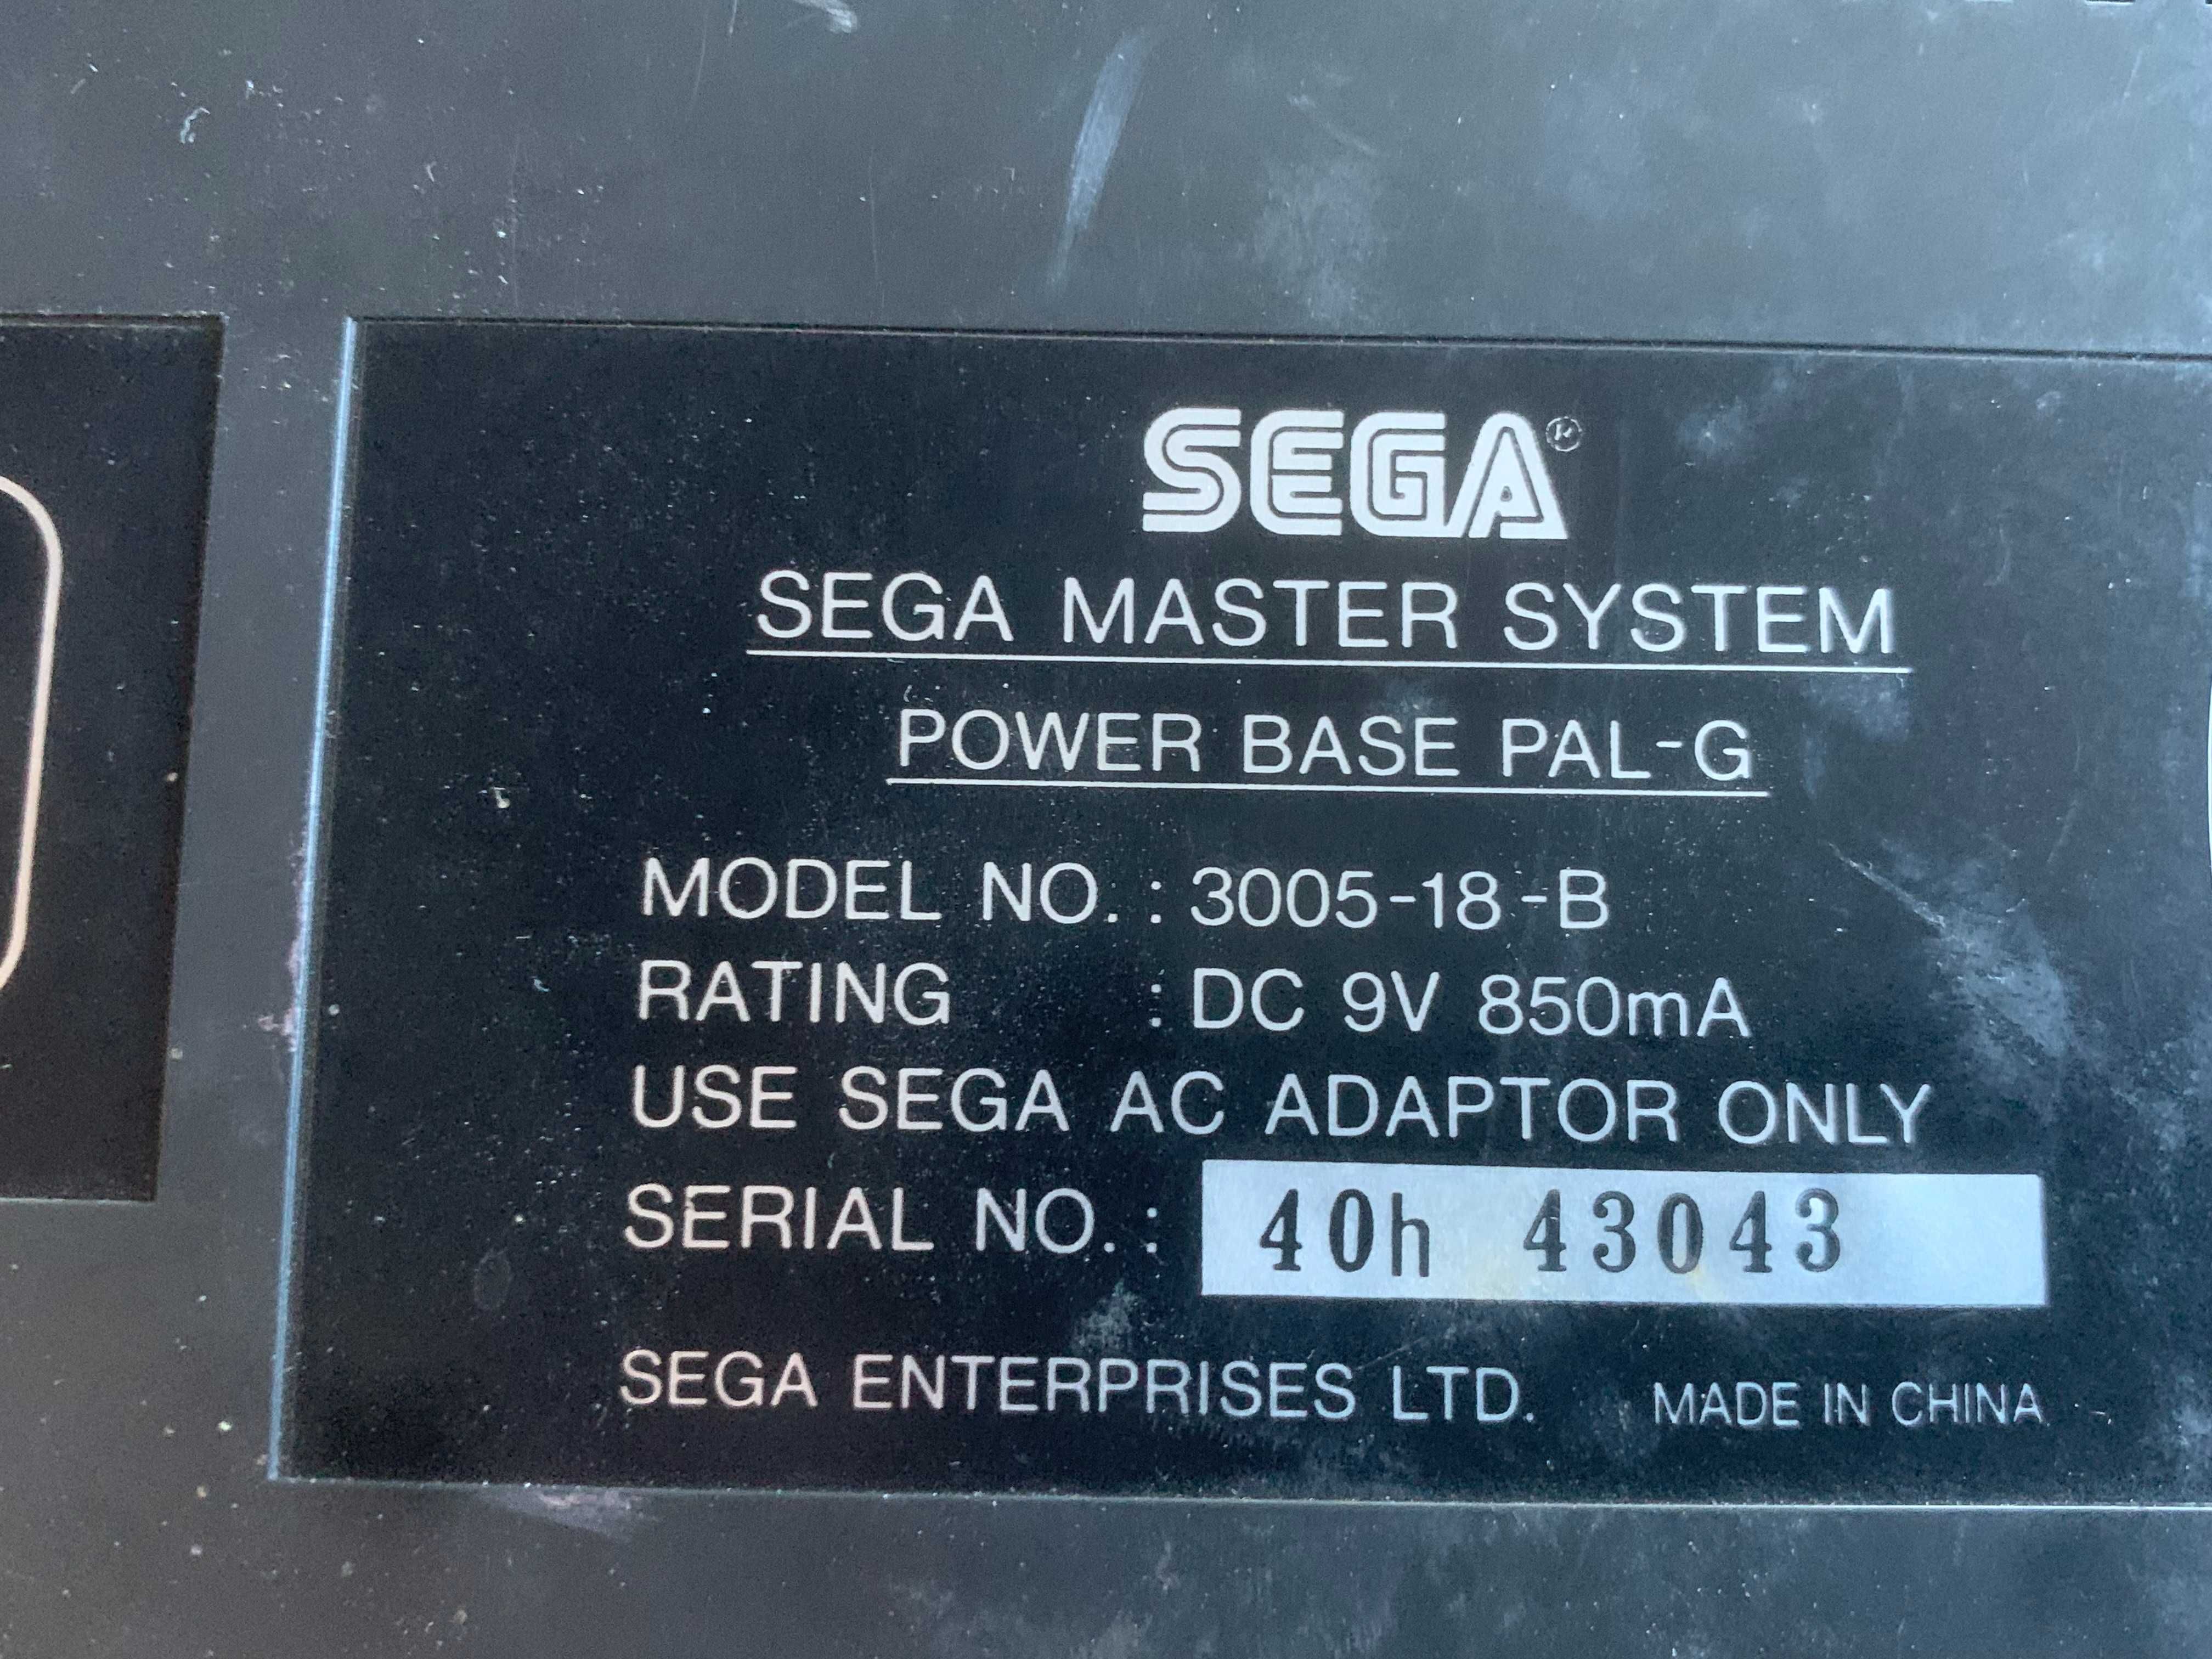 SEGA®
SEGA MASTER SYSTEM
POWER BASE PAL-G
MODEL NO. : 3005-18-B
RATING : DC 9V 850mA
USE SEGA AC ADAPTOR ONLY
SERIAL NO. : 40h 43043
SEGA ENTERPRISES LTD. MADE IN CHINA